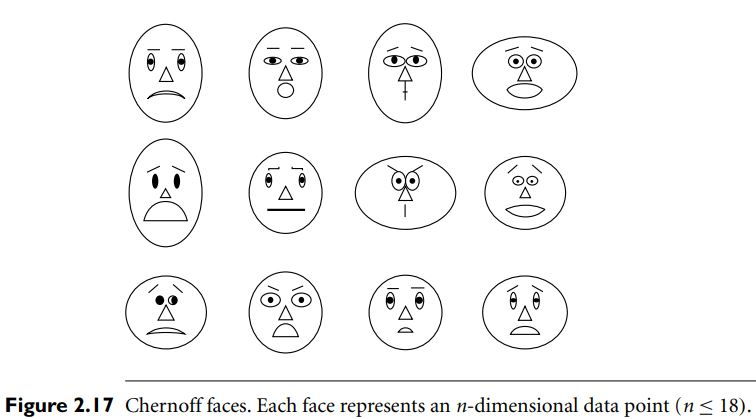 Figure 2.17 Chernoff faces. Each face represents an n-dimensional data point (n ≤ 18).